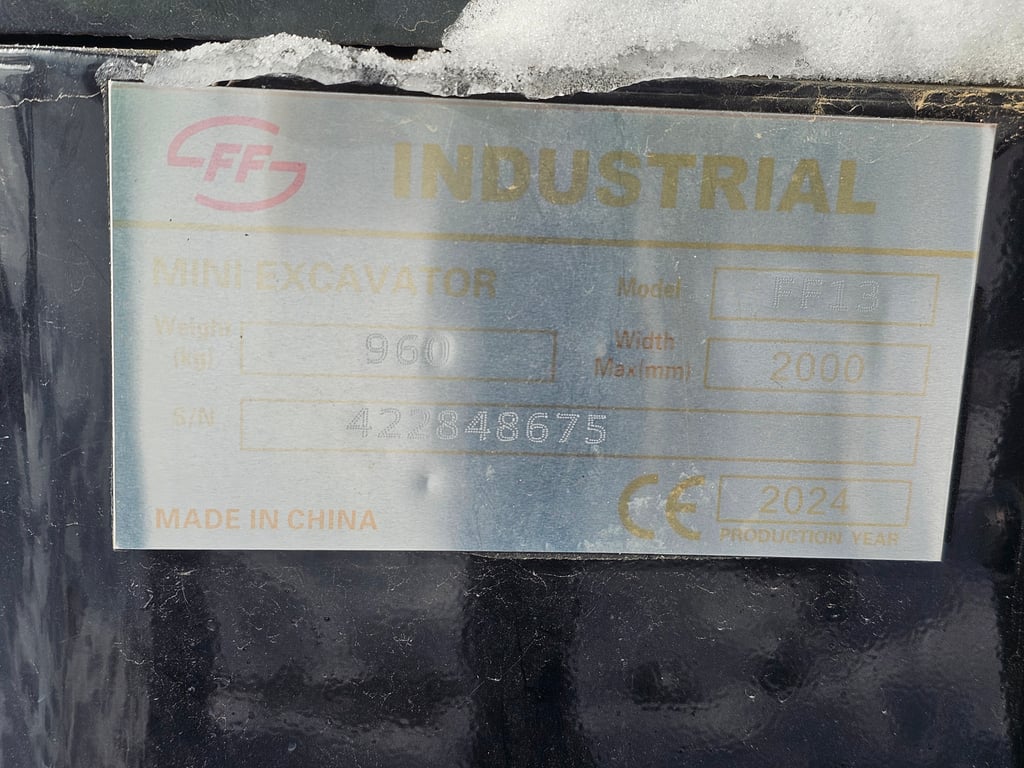 FF INDUSTRIAL
MINI EXCAVATOR Model FF13
Weight (kg) 960 Width Max(mm) 2000
S/N 422848675
MADE IN CHINA CE 2024
PRODUCTION YEAR